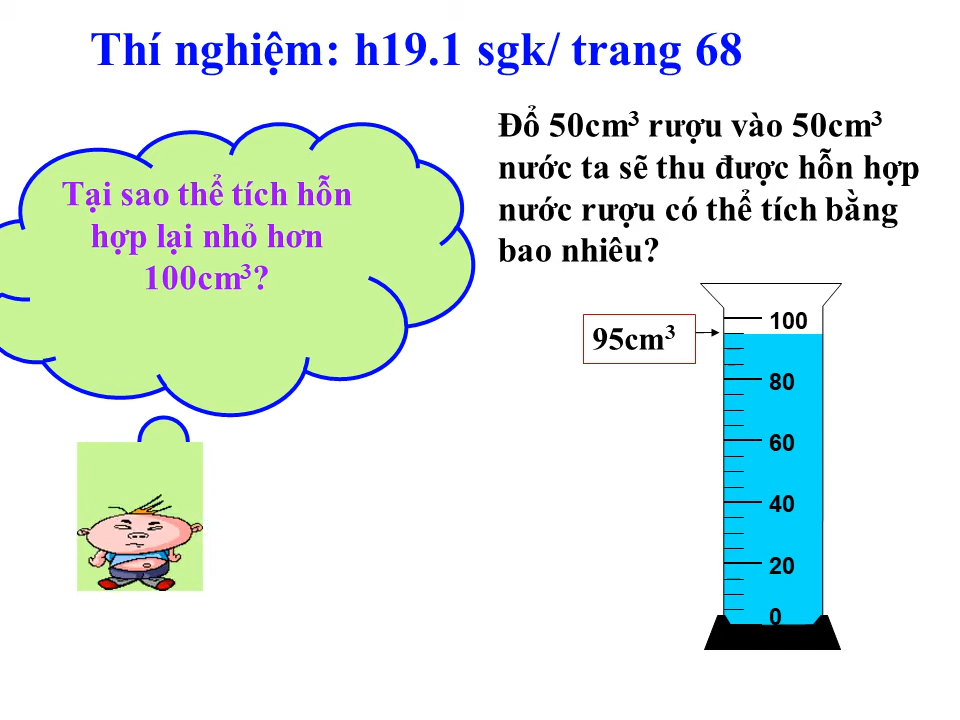 Thí nghiệm: h19.1 sgk/ trang 68
Tại sao thể tích hỗn
hợp lại nhỏ hơn
100cm³?
Đổ 50cm³ rượu vào 50cm³
nước ta sẽ thu được hỗn hợp
nước rượu có thể tích bằng
bao nhiêu?
95cm³
100
80
60
40
20
0